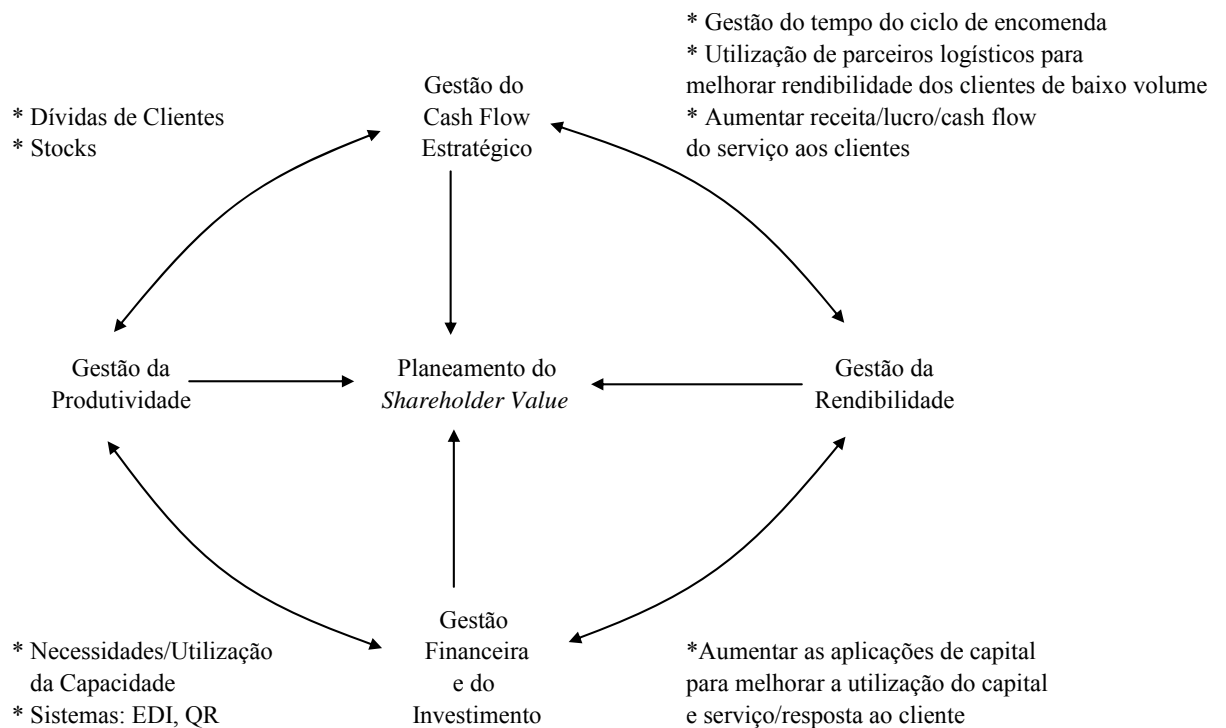 * Gestão do tempo do ciclo de encomenda
* Utilização de parceiros logísticos para
melhorar rendibilidade dos clientes de baixo volume
* Aumentar receita/lucro/cash flow
do serviço aos clientes
Gestão do
Cash Flow
Estratégico
* Dívidas de Clientes
* Stocks
Gestão da
Produtividade
Planeamento do
Shareholder Value
Gestão da
Rendibilidade
Gestão
Financeira
e do
Investimento
* Necessidades/Utilização
da Capacidade
* Sistemas: EDI, QR
*Aumentar as aplicações de capital
para melhorar a utilização do capital
e serviço/resposta ao cliente